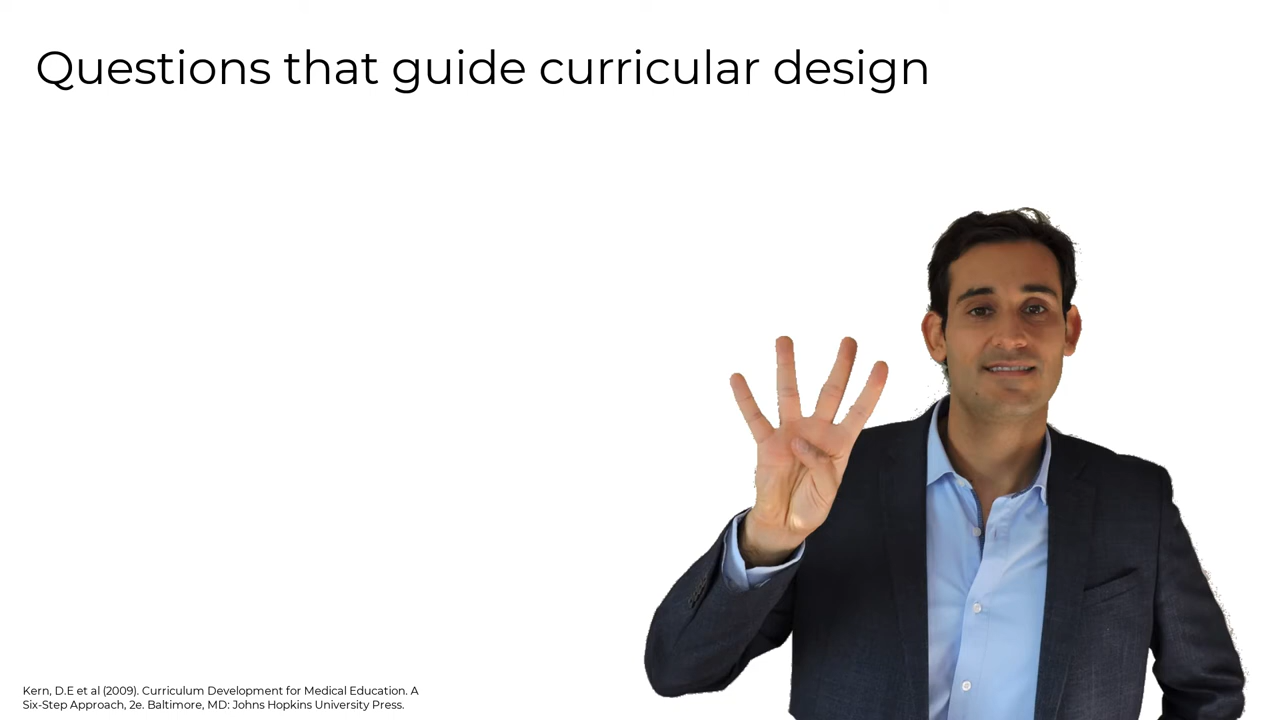 Questions that guide curricular design
Kern, D.E et al (2009). Curriculum Development for Medical Education. A
Six-Step Approach, 2e. Baltimore, MD: Johns Hopkins University Press.